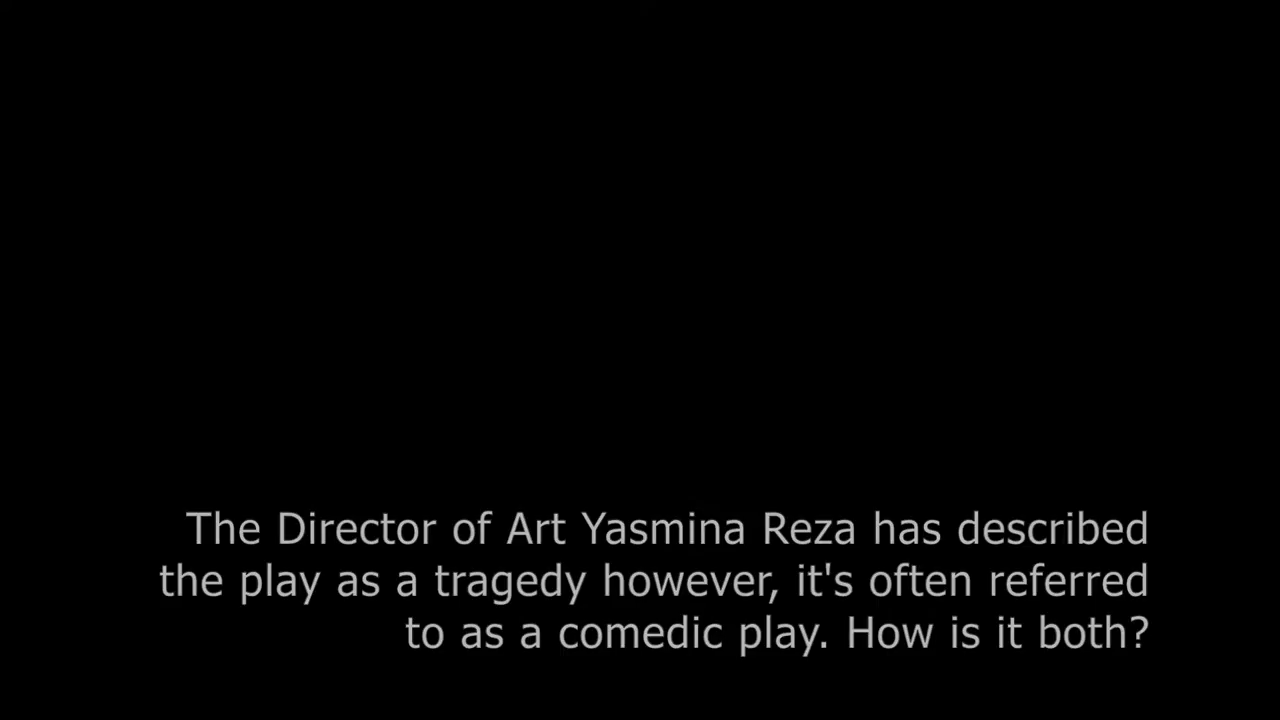 The Director of Art Yasmina Reza has described
the play as a tragedy however, it's often referred
to as a comedic play. How is it both?